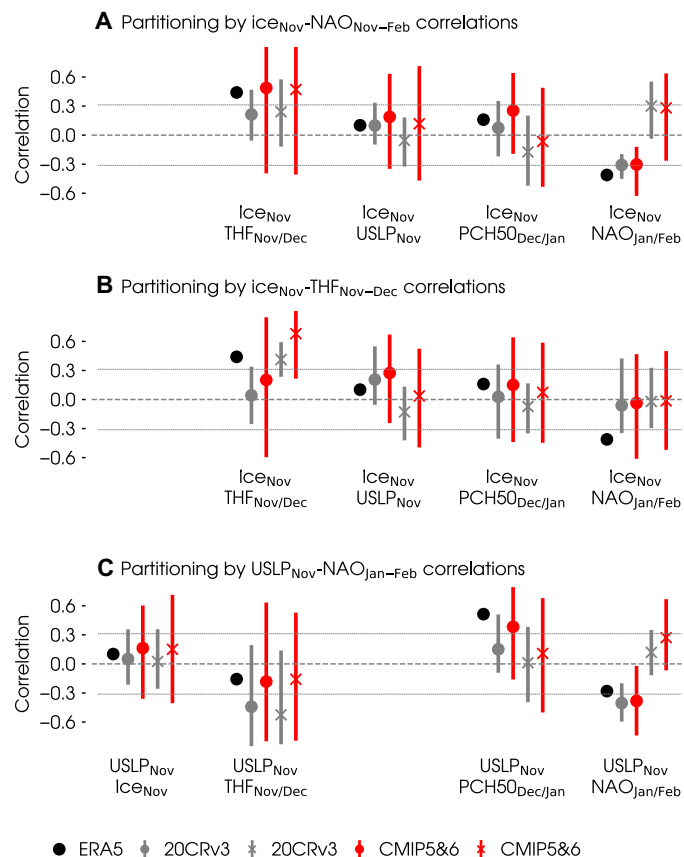 A Partitioning by ice_Nov-NAO_Nov–Feb correlations
Correlation
0.6
0.3
0.0
−0.3
−0.6
Ice_Nov THF_Nov/Dec
Ice_Nov USLP_Nov
Ice_Nov PCH50_Dec/Jan
Ice_Nov NAO_Jan/Feb
B Partitioning by ice_Nov-THF_Nov–Dec correlations
Correlation
0.6
0.3
0.0
−0.3
−0.6
Ice_Nov THF_Nov/Dec
Ice_Nov USLP_Nov
Ice_Nov PCH50_Dec/Jan
Ice_Nov NAO_Jan/Feb
C Partitioning by USLP_Nov-NAO_Jan–Feb correlations
Correlation
0.6
0.3
0.0
−0.3
−0.6
USLP_Nov Ice_Nov
USLP_Nov THF_Nov/Dec
USLP_Nov PCH50_Dec/Jan
USLP_Nov NAO_Jan/Feb
ERA5 20CRv3 20CRv3 CMIP5&6 CMIP5&6